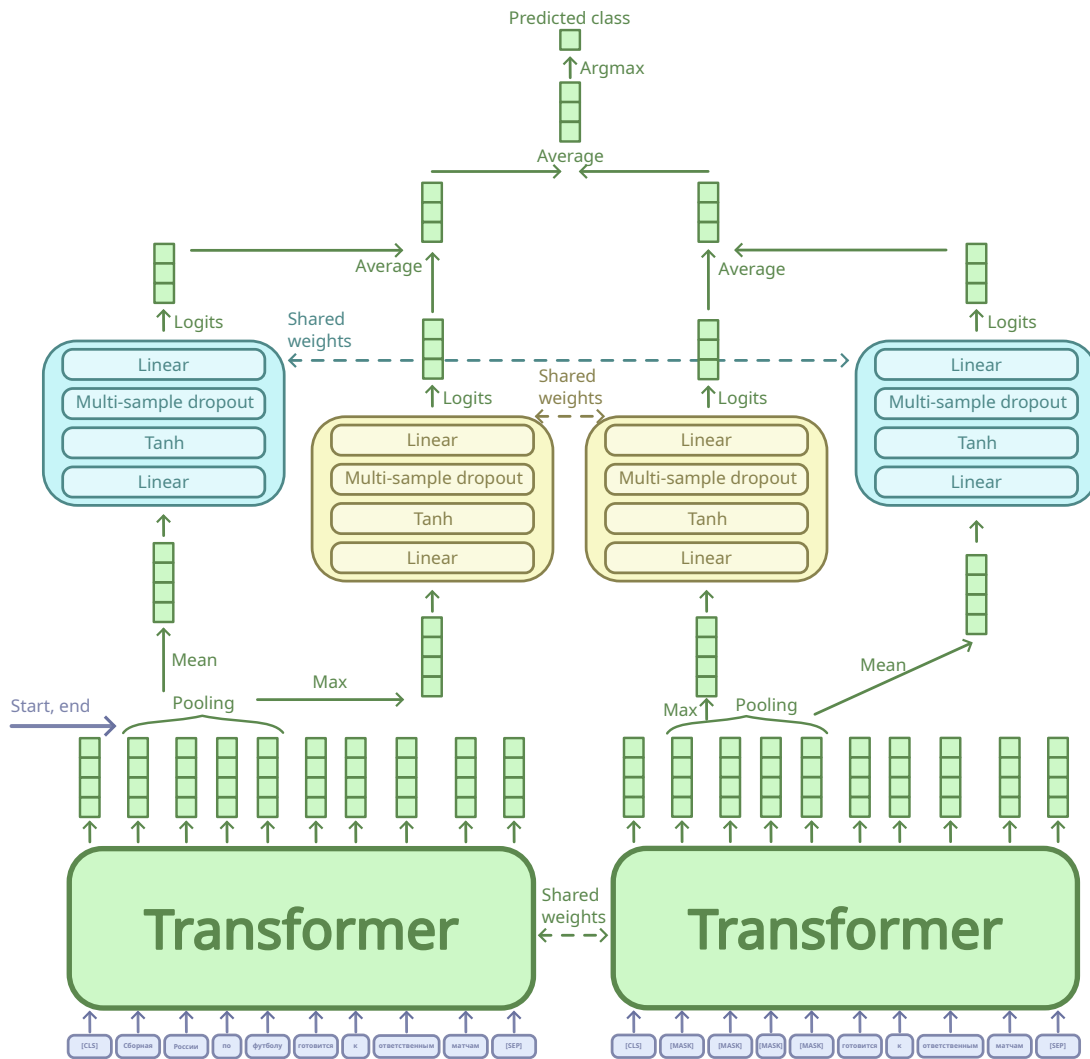 Predicted class
Argmax
Average
Average
Average
Logits
Shared
weights
Logits
Shared
weights
Logits
Logits
Linear
Multi-sample dropout
Tanh
Linear
Linear
Multi-sample dropout
Tanh
Linear
Linear
Multi-sample dropout
Tanh
Linear
Linear
Multi-sample dropout
Tanh
Linear
Mean
Max
Pooling
Start, end
Mean
Max
Pooling
Transformer
Shared
weights
Transformer
[CLS] Сборная России по футболу готовится к ответственным матчам [SEP]
[CLS] [MASK] [MASK] [MASK] [MASK] готовится к ответственным матчам [SEP]